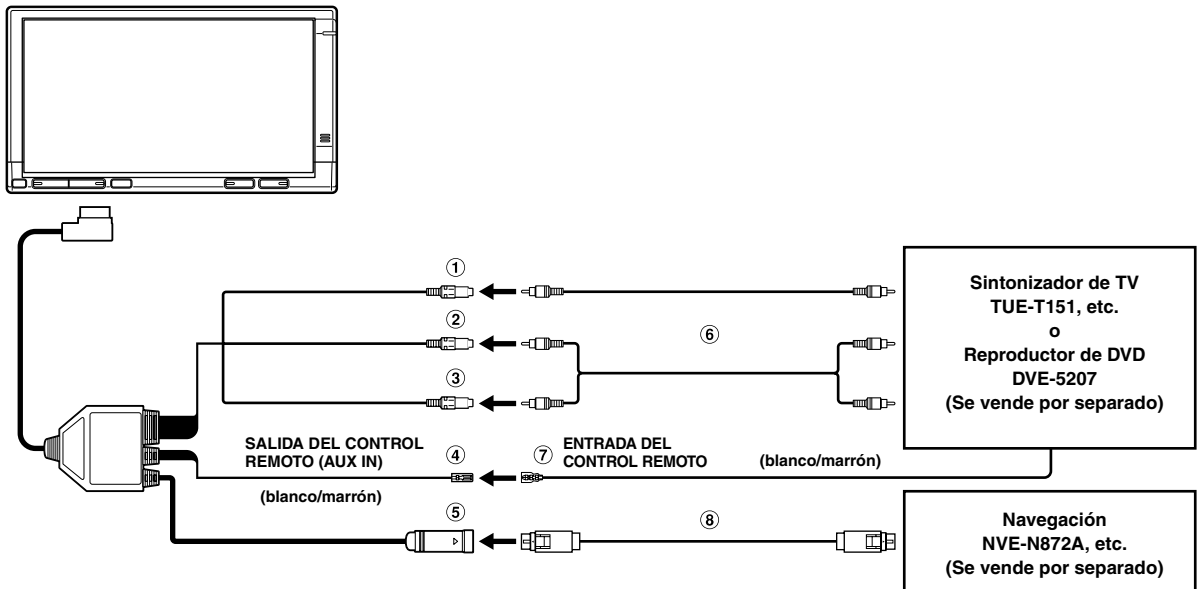 ①
Sintonizador de TV
TUE-T151, etc.
o
Reproductor de DVD
DVE-5207
(Se vende por separado)
②
⑥
③
SALIDA DEL CONTROL
REMOTO (AUX IN)
④
⑦
ENTRADA DEL
CONTROL REMOTO
(blanco/marrón)
(blanco/marrón)
⑤
⑧
Navegación
NVE-N872A, etc.
(Se vende por separado)